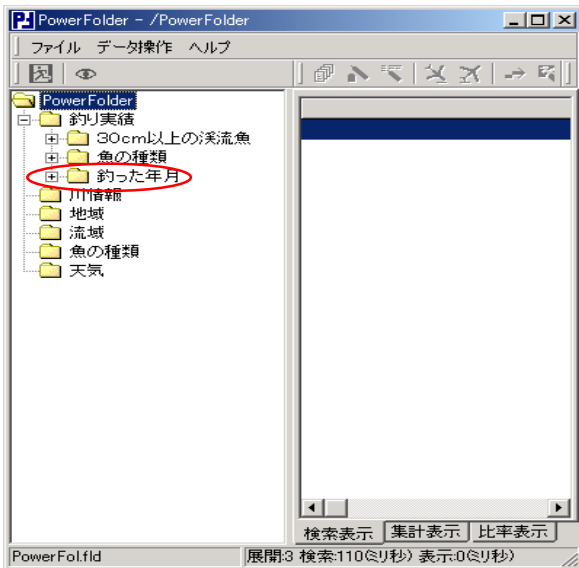 PowerFolder - /PowerFolder
ファイル データ操作 ヘルプ
PowerFolder
釣り実績
30cm以上の渓流魚
魚の種類
釣った年月
川情報
地域
流域
魚の種類
天気
検索表示 集計表示 比率表示
PowerFol.fld 展開:3 検索:110(ミリ秒) 表示:0(ミリ秒)